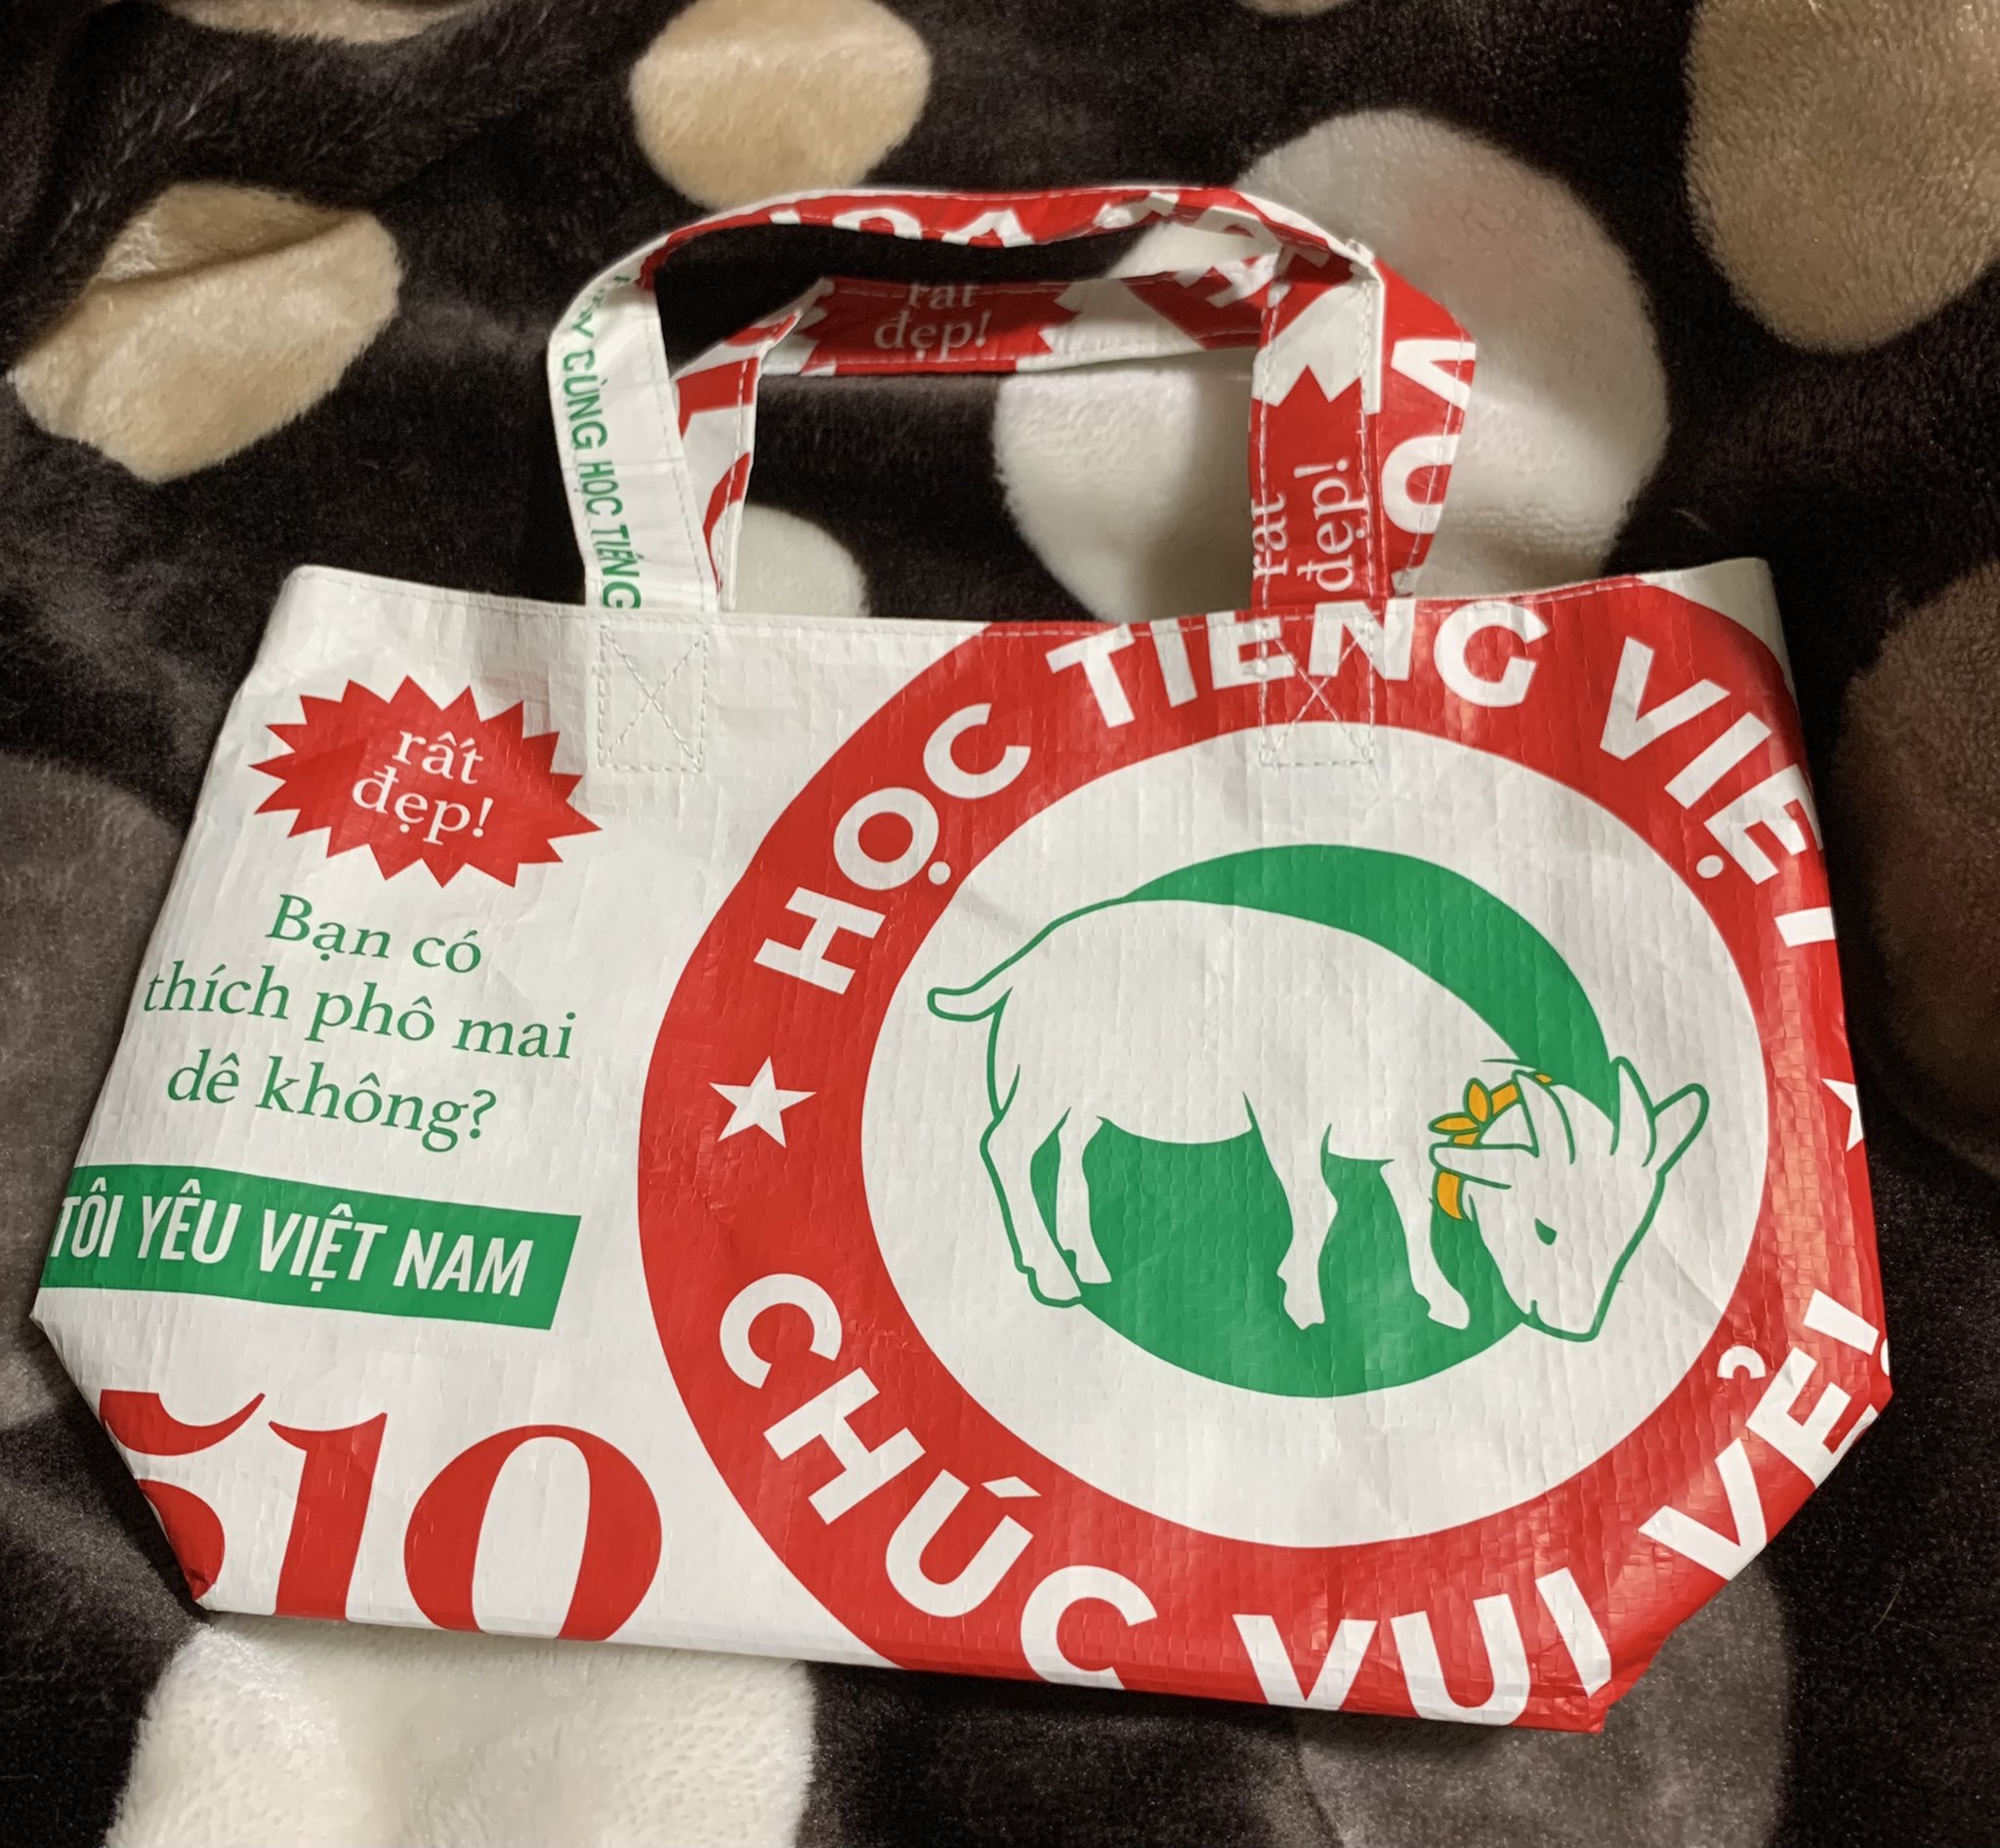 CÙNG HỌC TIẾNG
rất
đẹp!
rất
đẹp!
rất
đẹp!
Bạn có
thích phô mai
dê không?
TÔI YÊU VIỆT NAM
510
HỌC TIẾNG VIỆT
CHÚC VUI VẺ!